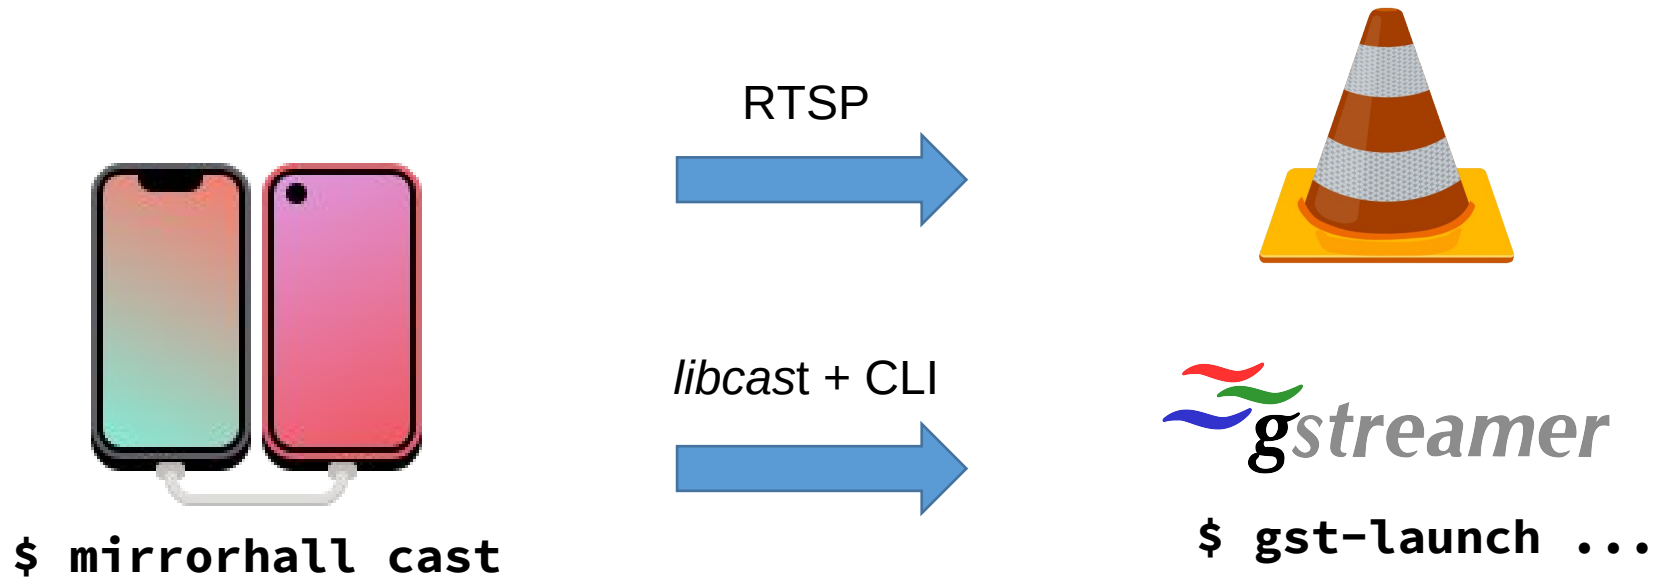 RTSP
libcast + CLI
gstreamer
$ mirrorhall cast
$ gst-launch ...